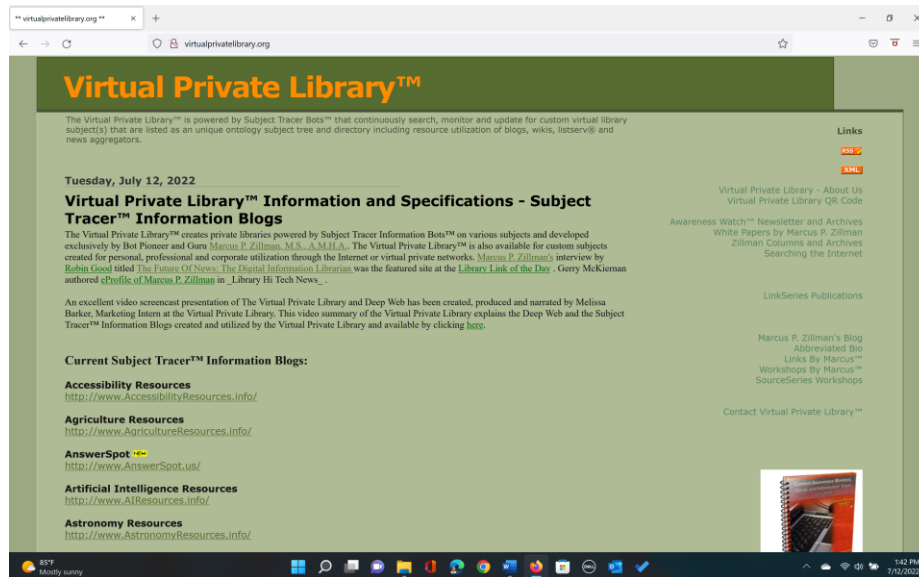 ** virtualprivatelibrary.org **
virtualprivatelibrary.org
Virtual Private Library™
The Virtual Private Library™ is powered by Subject Tracer Bots™ that continuously search, monitor and update for custom virtual library
subject(s) that are listed as an unique ontology subject tree and directory including resource utilization of blogs, wikis, listserv® and
news aggregators.
Tuesday, July 12, 2022
Virtual Private Library™ Information and Specifications - Subject
Tracer™ Information Blogs
The Virtual Private Library™ creates private libraries powered by Subject Tracer Information Bots™ on various subjects and developed
exclusively by Bot Pioneer and Guru Marcus P. Zillman, M.S., A.M.H.A.. The Virtual Private Library™ is also available for custom subjects
created for personal, professional and corporate utilization through the Internet or virtual private networks. Marcus P. Zillman's interview by
Robin Good titled The Future Of News: The Digital Information Librarian was the featured site at the Library Link of the Day . Gerry McKiernan
authored eProfile of Marcus P. Zillman in _Library Hi Tech News_ .
An excellent video screencast presentation of The Virtual Private Library and Deep Web has been created, produced and narrated by Melissa
Barker, Marketing Intern at the Virtual Private Library. This video summary of the Virtual Private Library explains the Deep Web and the Subject
Tracer™ Information Blogs created and utilized by the Virtual Private Library and available by clicking here.
Current Subject Tracer™ Information Blogs:
Accessibility Resources
http://www.AccessibilityResources.info/
Agriculture Resources
http://www.AgricultureResources.info/
AnswerSpot NEW
http://www.AnswerSpot.us/
Artificial Intelligence Resources
http://www.AIResources.info/
Astronomy Resources
http://www.AstronomyResources.info/
Links
RSS
XML
Virtual Private Library - About Us
Virtual Private Library QR Code
Awareness Watch™ Newsletter and Archives
White Papers by Marcus P. Zillman
Zillman Columns and Archives
Searching the Internet
LinkSeries Publications
Marcus P. Zillman's Blog
Abbreviated Bio
Links By Marcus™
Workshops By Marcus™
SourceSeries Workshops
Contact Virtual Private Library™
85°F
Mostly sunny
1:42 PM
7/12/2022